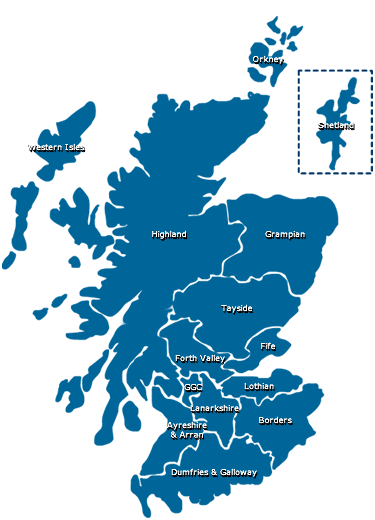 Orkney
Shetland
Western Isles
Highland
Grampian
Tayside
Fife
Forth Valley
GGC
Lothian
Lanarkshire
Borders
Ayreshire
& Arran
Dumfries & Galloway